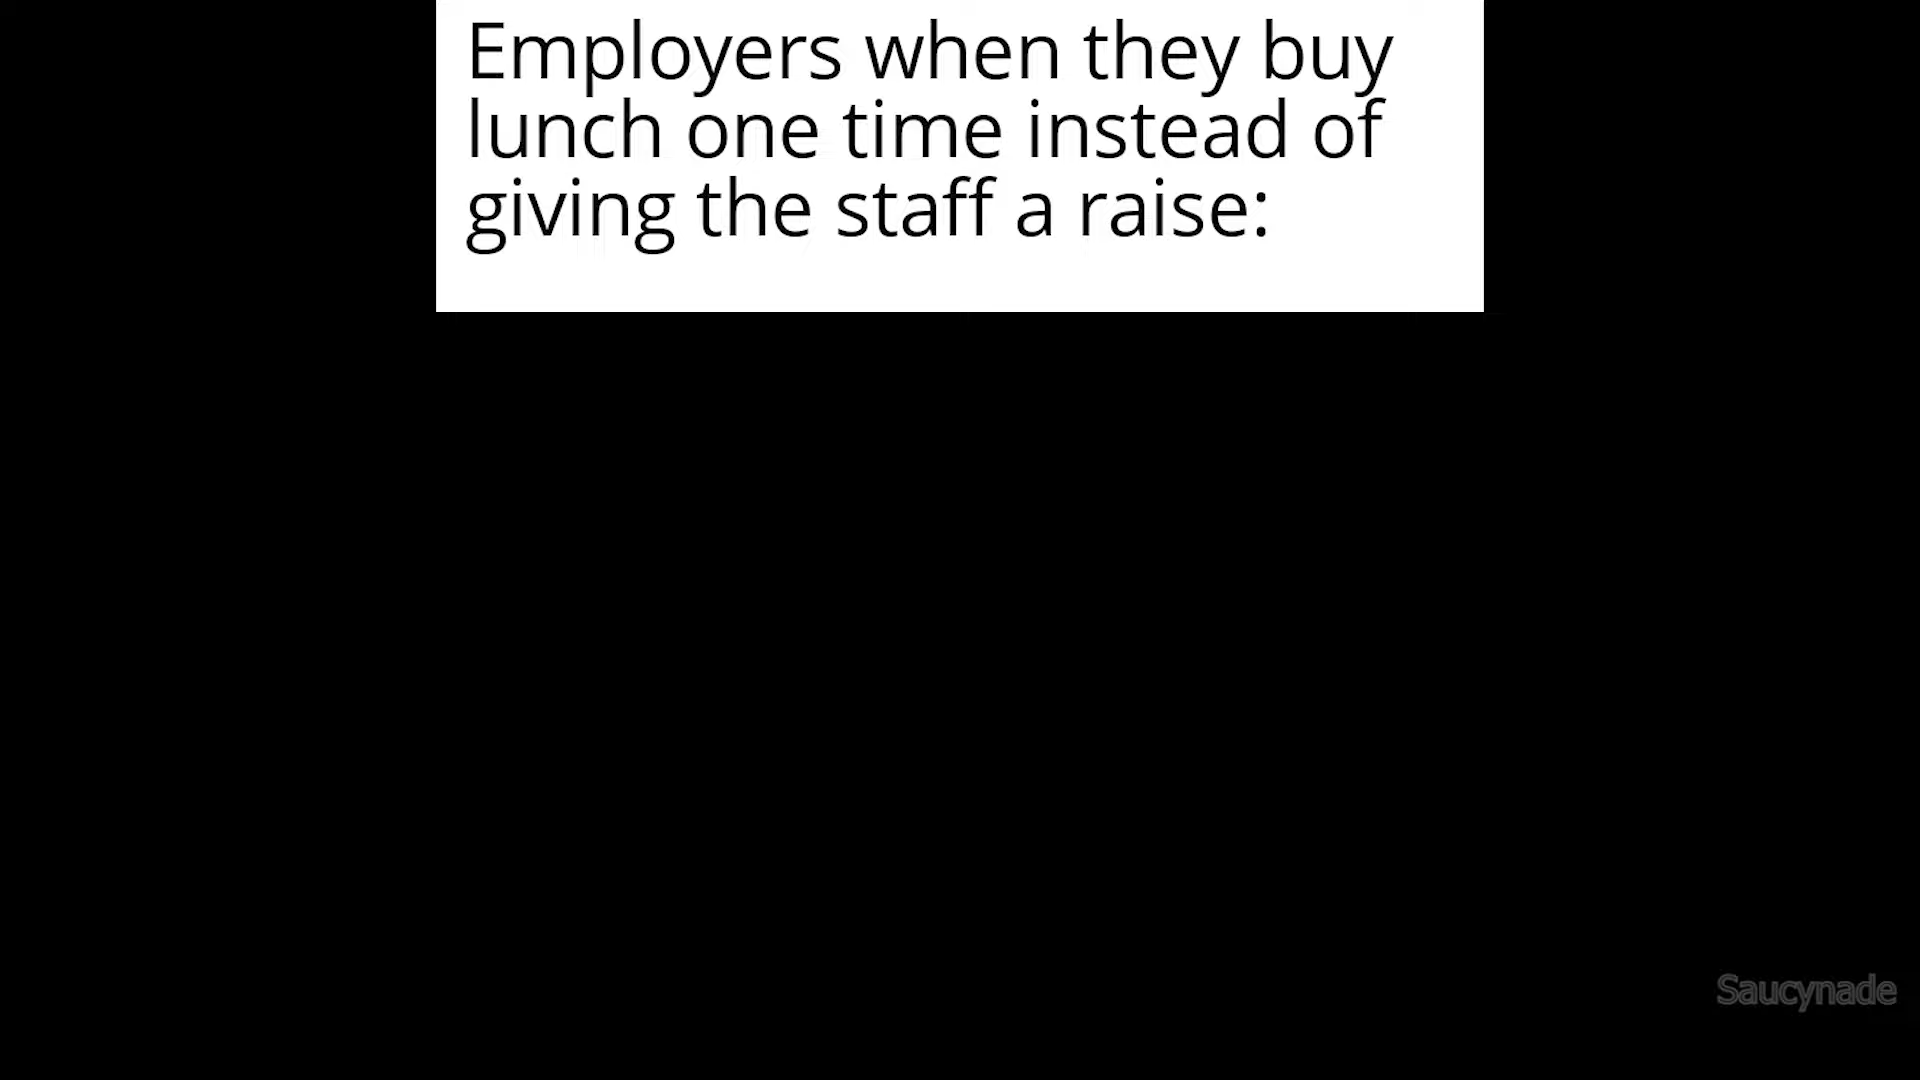 Employers when they buy
lunch one time instead of
giving the staff a raise:
Saucynade